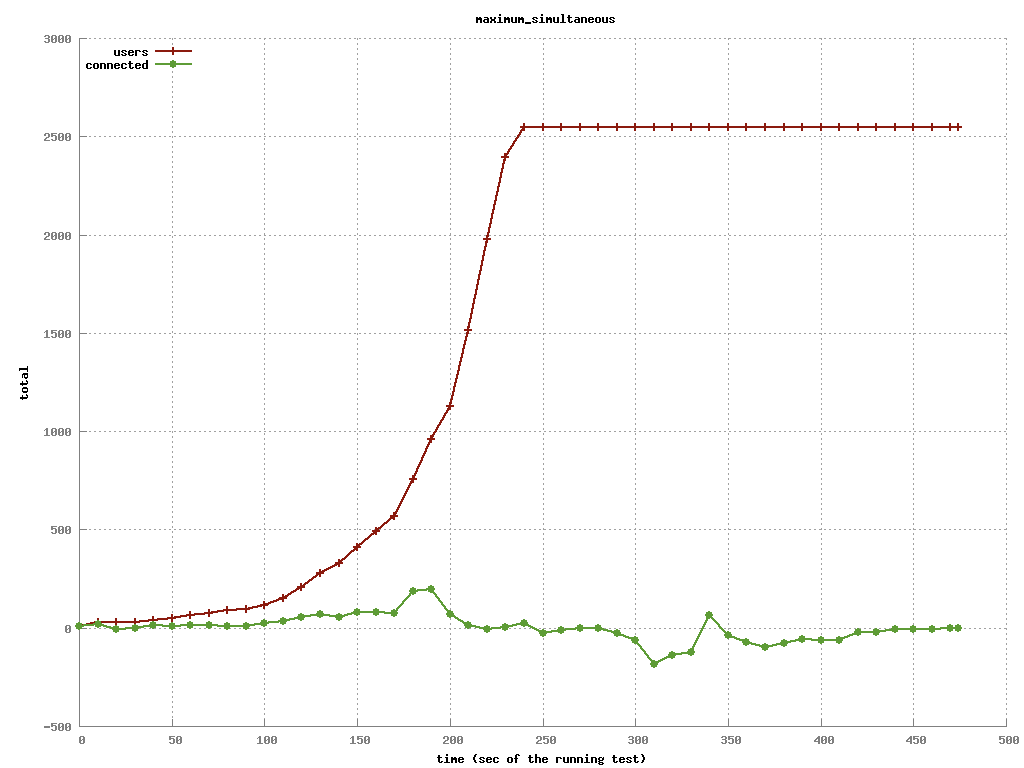 maximum_simultaneous
3000
users
connected
2500
2000
1500
total
1000
500
0
-500
0 50 100 150 200 250 300 350 400 450 500
time (sec of the running test)